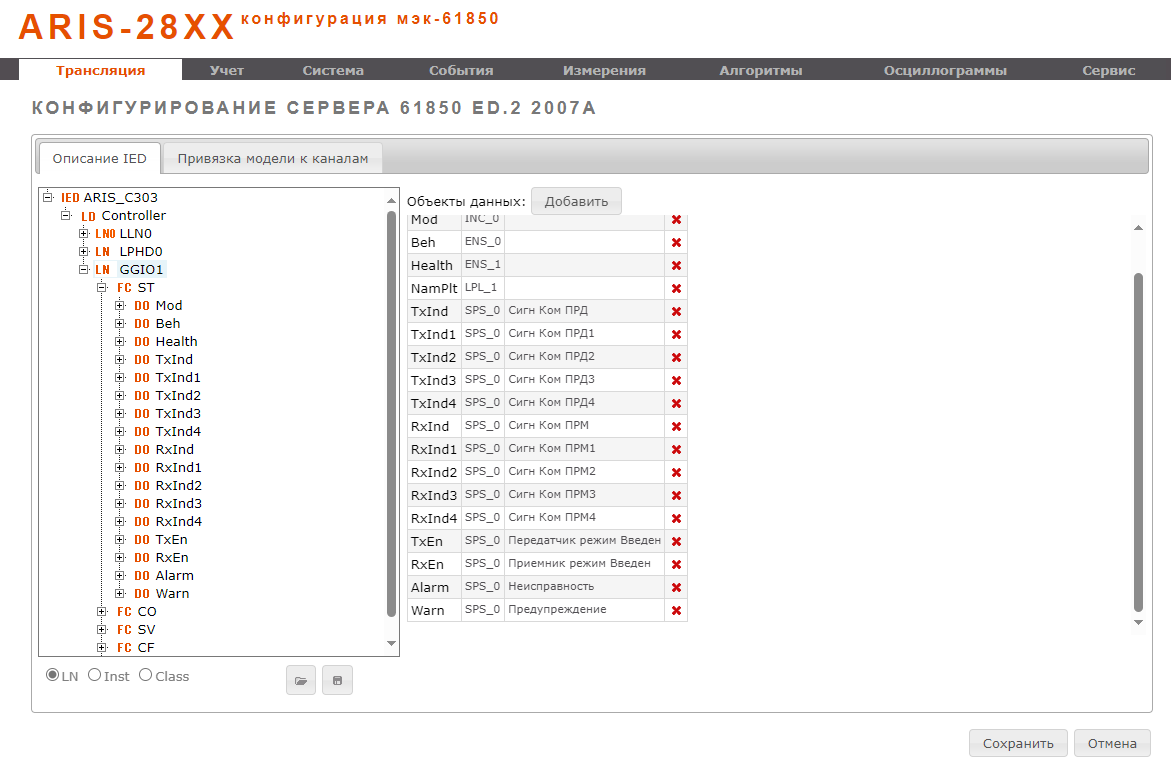 ARIS-28XX конфигурация мэк-61850
Трансляция Учет Система События Измерения Алгоритмы Осциллограммы Сервис
КОНФИГУРИРОВАНИЕ СЕРВЕРА 61850 ED.2 2007A
Описание IED Привязка модели к каналам
IED ARIS_C303
LD Controller
LN0 LLN0
LN LPHD0
LN GGIO1
FC ST
DO Mod
DO Beh
DO Health
DO TxInd
DO TxInd1
DO TxInd2
DO TxInd3
DO TxInd4
DO RxInd
DO RxInd1
DO RxInd2
DO RxInd3
DO RxInd4
DO TxEn
DO RxEn
DO Alarm
DO Warn
FC CO
FC SV
FC CF
LN Inst Class
Объекты данных: Добавить
Mod INC_0
Beh ENS_0
Health ENS_1
NamPlt LPL_1
TxInd SPS_0 Сигн Ком ПРД
TxInd1 SPS_0 Сигн Ком ПРД1
TxInd2 SPS_0 Сигн Ком ПРД2
TxInd3 SPS_0 Сигн Ком ПРД3
TxInd4 SPS_0 Сигн Ком ПРД4
RxInd SPS_0 Сигн Ком ПРМ
RxInd1 SPS_0 Сигн Ком ПРМ1
RxInd2 SPS_0 Сигн Ком ПРМ2
RxInd3 SPS_0 Сигн Ком ПРМ3
RxInd4 SPS_0 Сигн Ком ПРМ4
TxEn SPS_0 Передатчик режим Введен
RxEn SPS_0 Приемник режим Введен
Alarm SPS_0 Неисправность
Warn SPS_0 Предупреждение
Сохранить Отмена